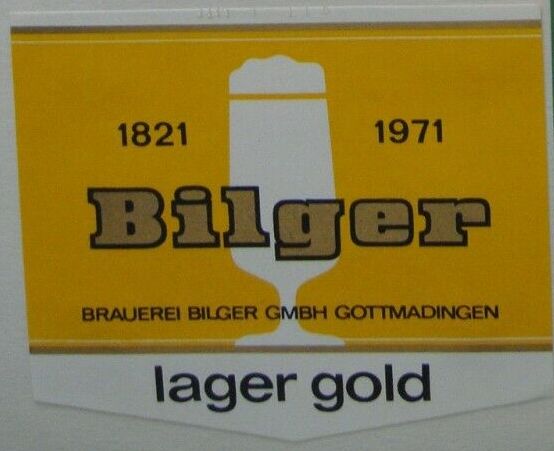 1821 1971
Bilger
BRAUEREI BILGER GMBH GOTTMADINGEN
lager gold